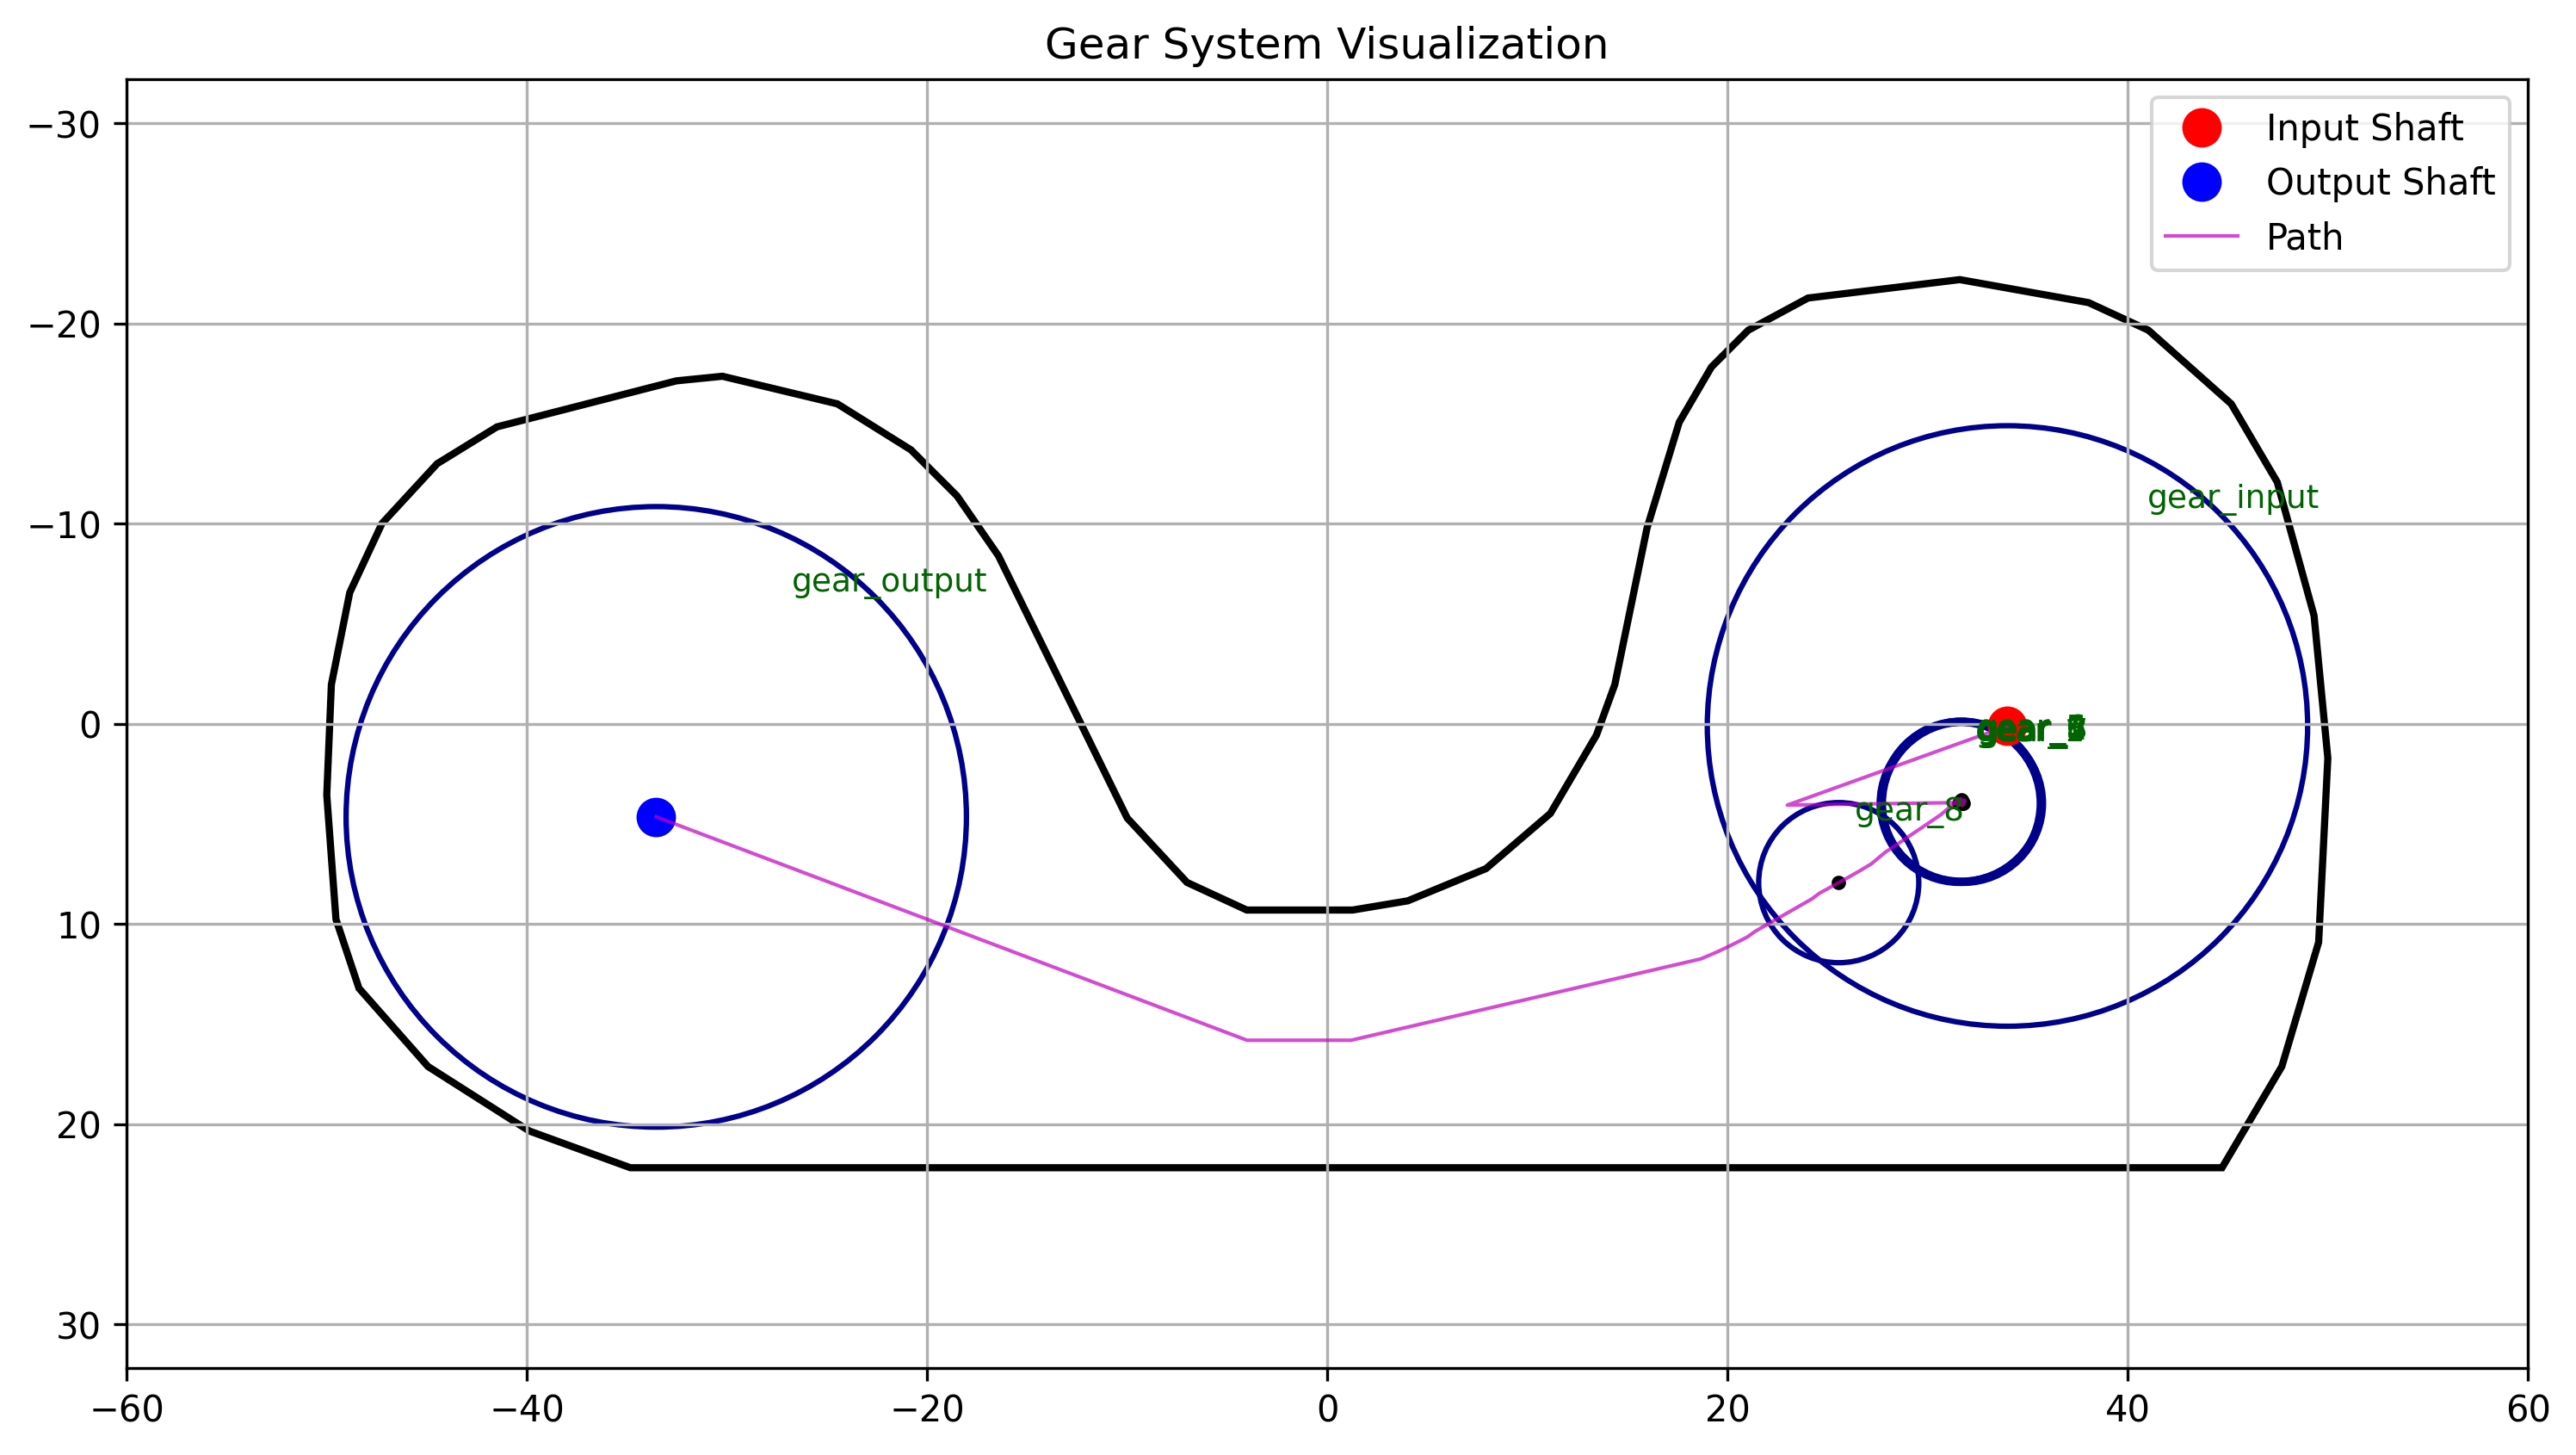 Gear System Visualization
Input Shaft
Output Shaft
Path
gear_input
gear_output
gear_8
−30
−20
−10
0
10
20
30
−60
−40
−20
0
20
40
60